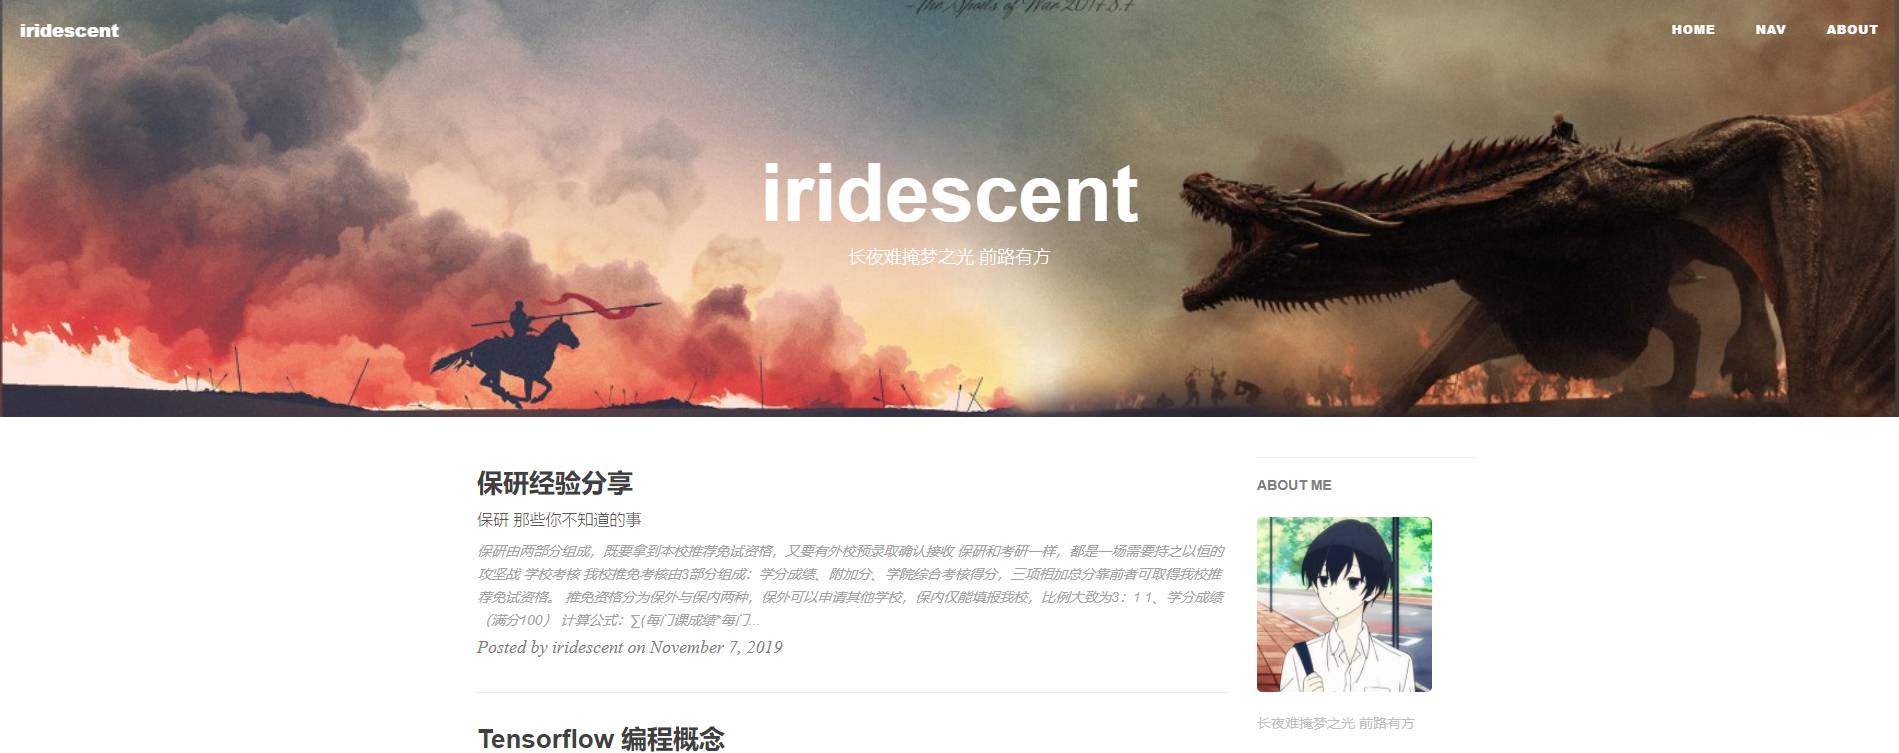 -The Spoils of War 2017.8.7
iridescent
HOME NAV ABOUT
iridescent
长夜难掩梦之光 前路有方
保研经验分享
保研 那些你不知道的事
保研由两部分组成，既要拿到本校推荐免试资格，又要有外校预录取确认接收 保研和考研一样，都是一场需要持之以恒的
攻坚战 学校考核 我校推免考核由3部分组成：学分成绩、附加分、学院综合考核得分，三项相加总分靠前者可取得我校推
荐免试资格。 推免资格分为保外与保内两种，保外可以申请其他学校，保内仅能填报我校，比例大致为3：1 1、学分成绩
（满分100） 计算公式：∑(每门课成绩*每门...
Posted by iridescent on November 7, 2019
Tensorflow 编程概念
ABOUT ME
长夜难掩梦之光 前路有方